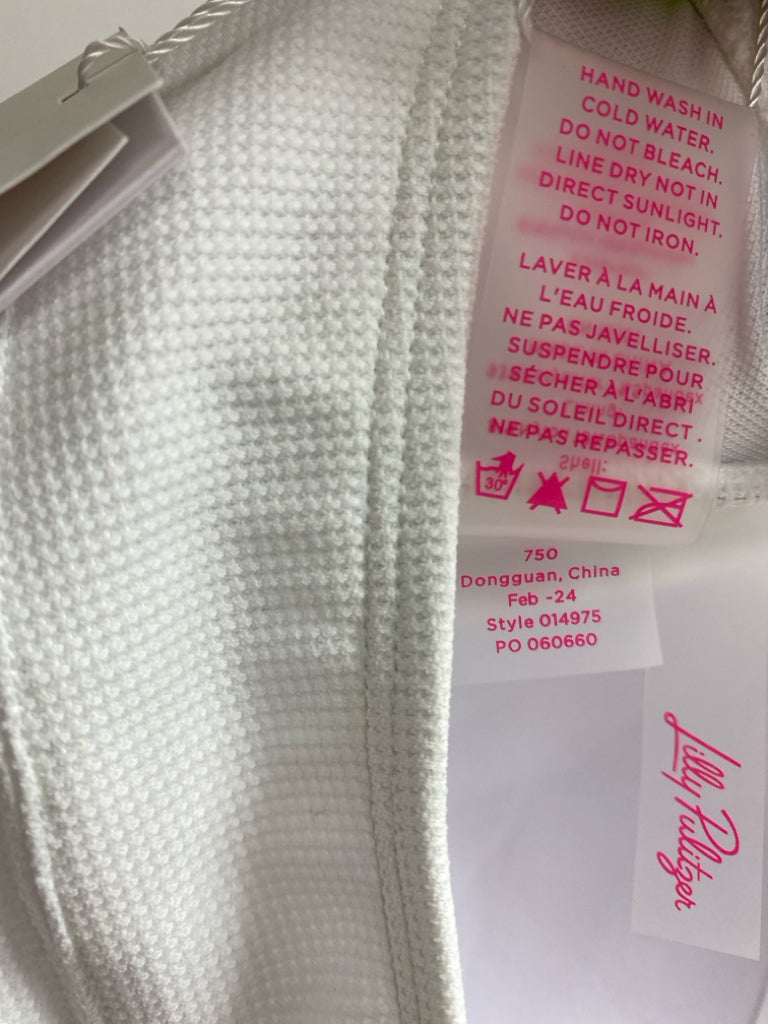 HAND WASH IN
COLD WATER.
DO NOT BLEACH.
LINE DRY NOT IN
DIRECT SUNLIGHT.
DO NOT IRON.
LAVER À LA MAIN À
L'EAU FROIDE.
NE PAS JAVELLISER.
SUSPENDRE POUR
SÉCHER À L'ABRI
DU SOLEIL DIRECT .
NE PAS REPASSER.
Shell:
30°
750
Dongguan, China
Feb -24
Style 014975
PO 060660
Lilly Pulitzer